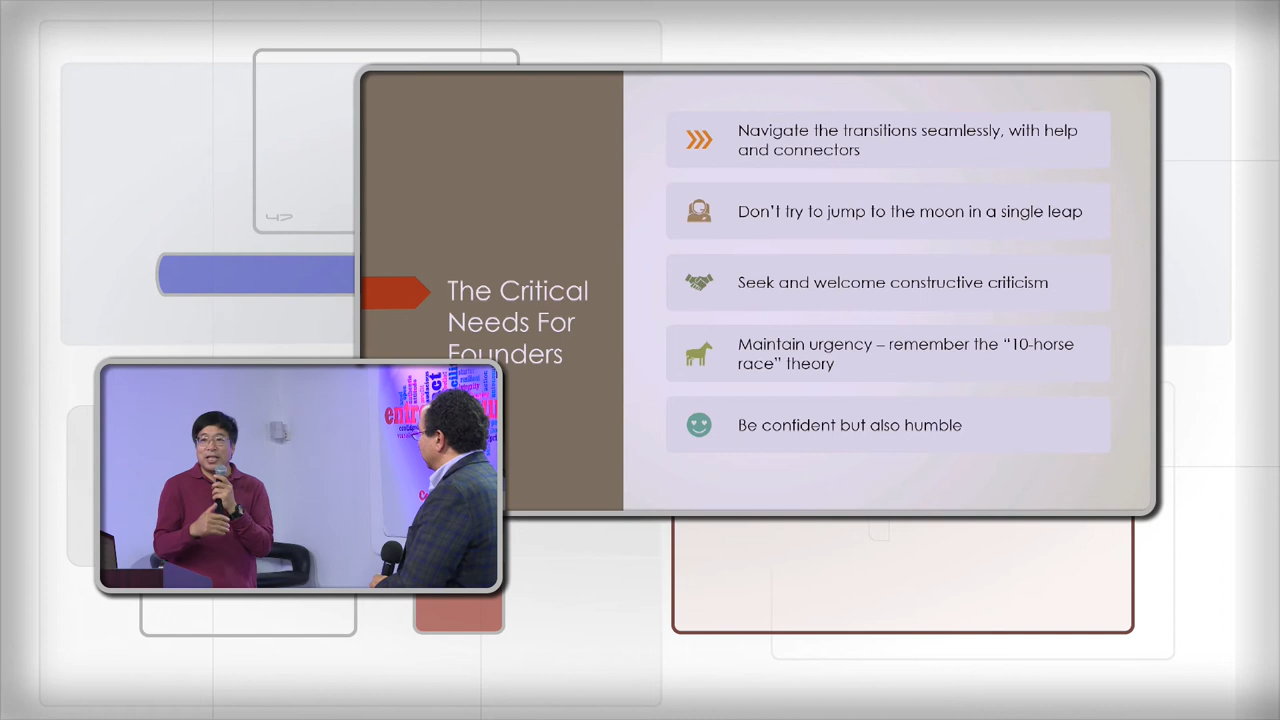 The Critical
Needs For
Founders
Navigate the transitions seamlessly, with help
and connectors
Don't try to jump to the moon in a single leap
Seek and welcome constructive criticism
Maintain urgency – remember the “10-horse
race” theory
Be confident but also humble
47